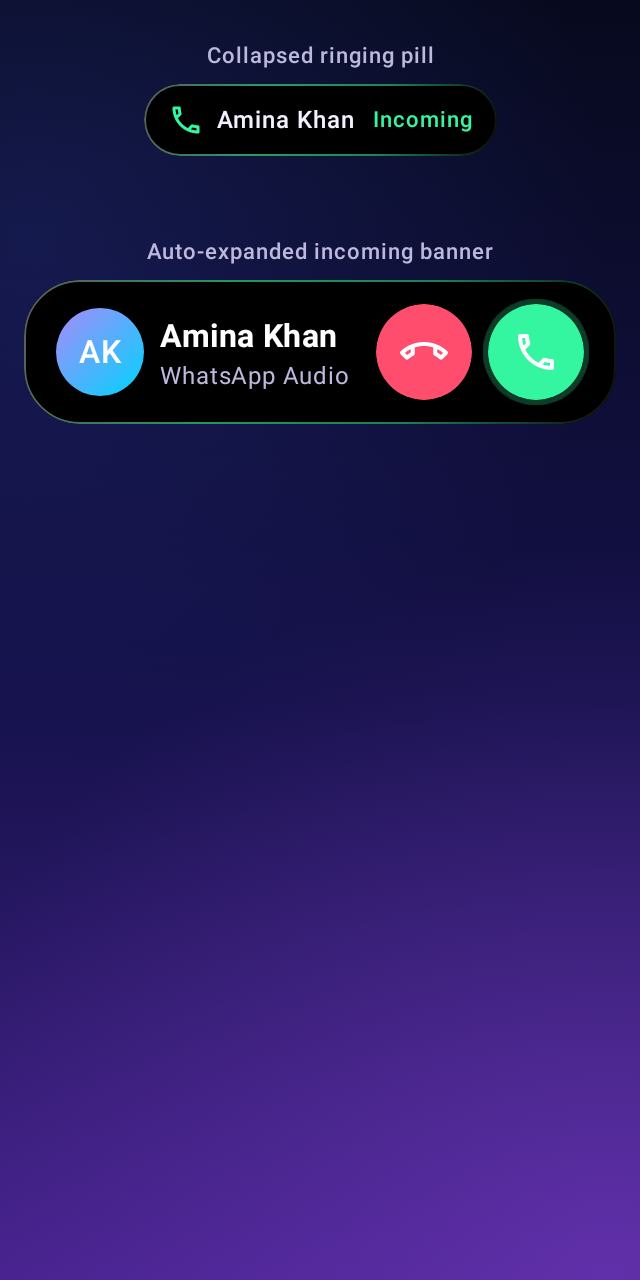 Collapsed ringing pill
Amina Khan Incoming
Auto-expanded incoming banner
AK
Amina Khan
WhatsApp Audio